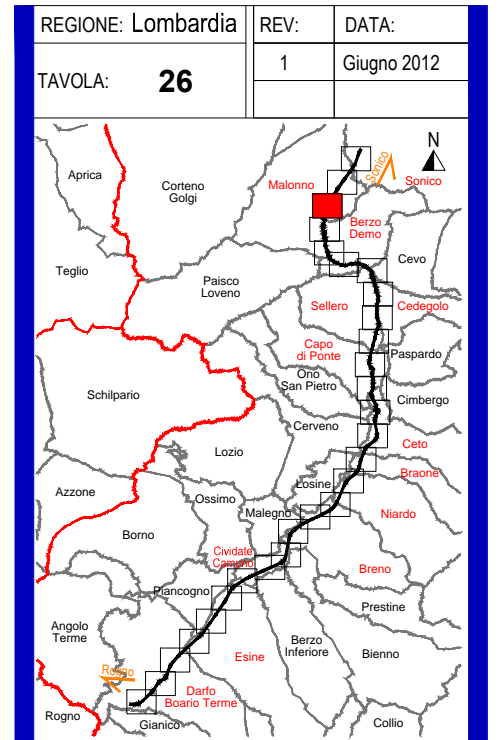 REGIONE: Lombardia
REV:
DATA:
TAVOLA: 26
1
Giugno 2012
N
Sonico
Aprica
Corteno
Golgi
Malonno
Sonico
Berzo
Demo
Cevo
Teglio
Paisco
Loveno
Sellero
Cedegolo
Capo
di Ponte
Paspardo
Ono
San Pietro
Schilpario
Cimbergo
Cerveno
Ceto
Lozio
Braone
Losine
Azzone
Ossimo
Malegno
Niardo
Borno
Cividate
Camuno
Breno
Piancogno
Prestine
Angolo
Terme
Berzo
Inferiore
Bienno
Esine
Rogno
Darfo
Boario Terme
Rogno
Gianico
Collio